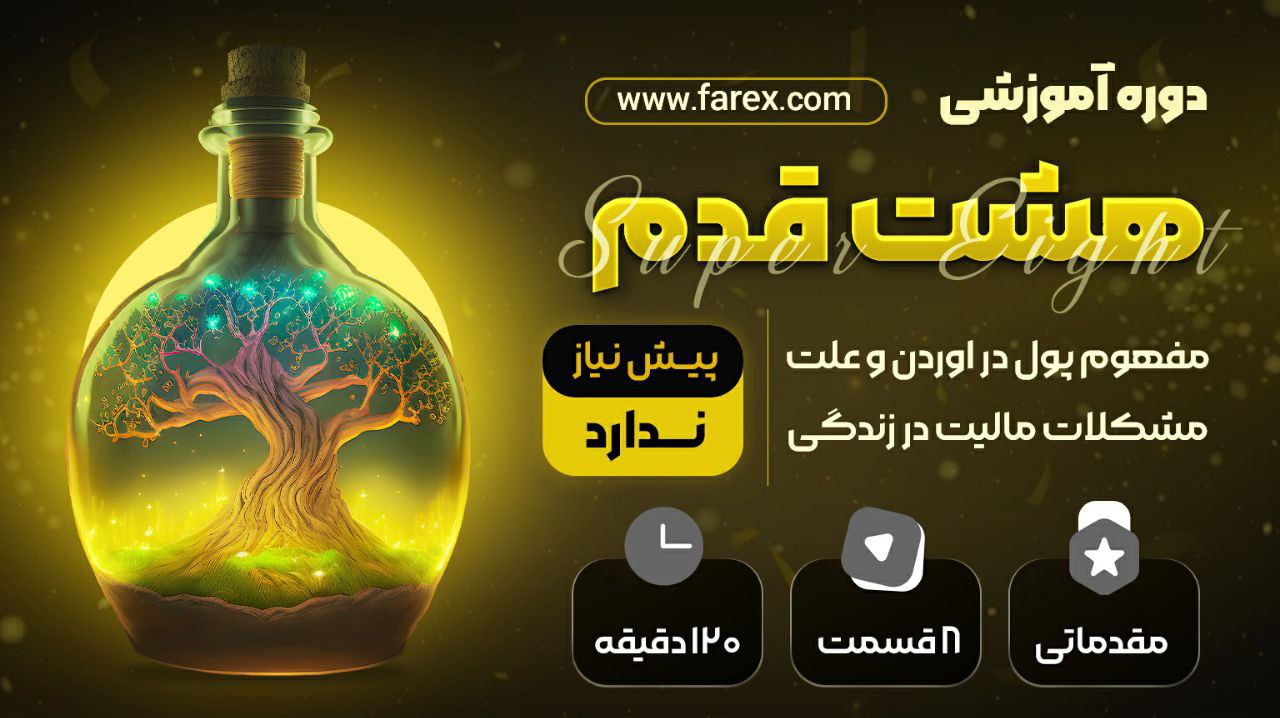 دوره آموزشی
www.farex.com
هشت قدم
Super Eight
مفهوم پول در اوردن و علت
مشکلات مالیت در زندگی
پیش نیاز
ندارد
مقدماتی
۸ قسمت
۱۲۰ دقیقه